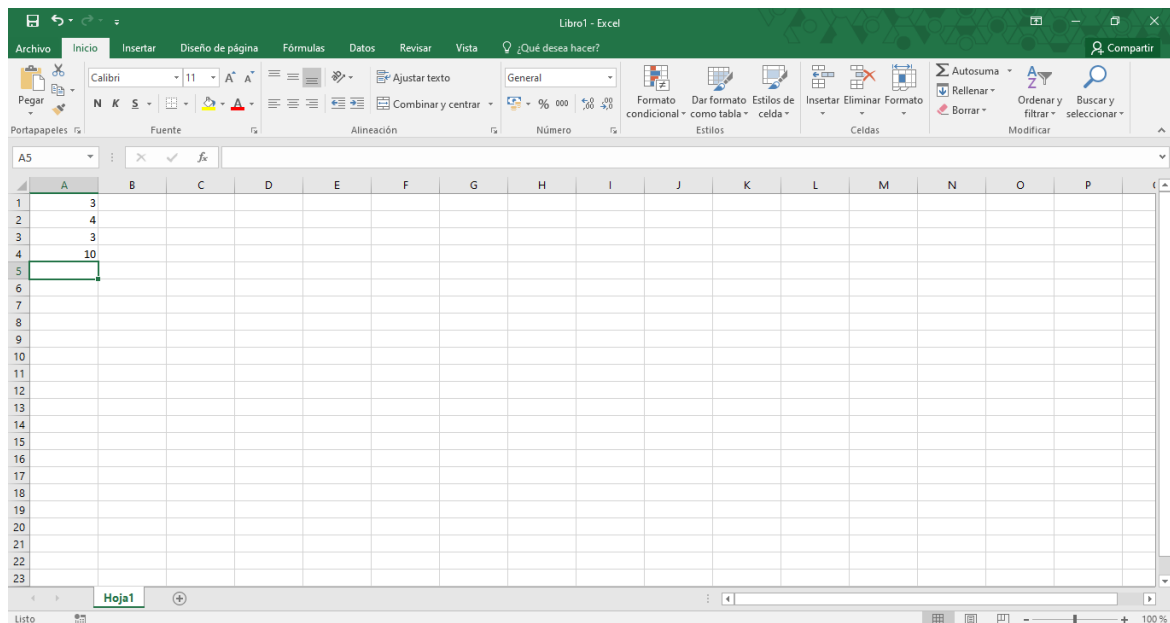 Libro1 - Excel
Archivo Inicio Insertar Diseño de página Fórmulas Datos Revisar Vista ¿Qué desea hacer? Compartir
Pegar
Portapapeles
Calibri 11
N K S
Fuente
Ajustar texto
Combinar y centrar
Alineación
General
% 000
Número
Formato condicional
Dar formato como tabla
Estilos de celda
Estilos
Insertar Eliminar Formato
Celdas
Autosuma
Rellenar
Borrar
Ordenar y filtrar
Buscar y seleccionar
Modificar
A5 fx
A B C D E F G H I J K L M N O P
1 3
2 4
3 3
4 10
5
6
7
8
9
10
11
12
13
14
15
16
17
18
19
20
21
22
23
Hoja1
Listo 100 %